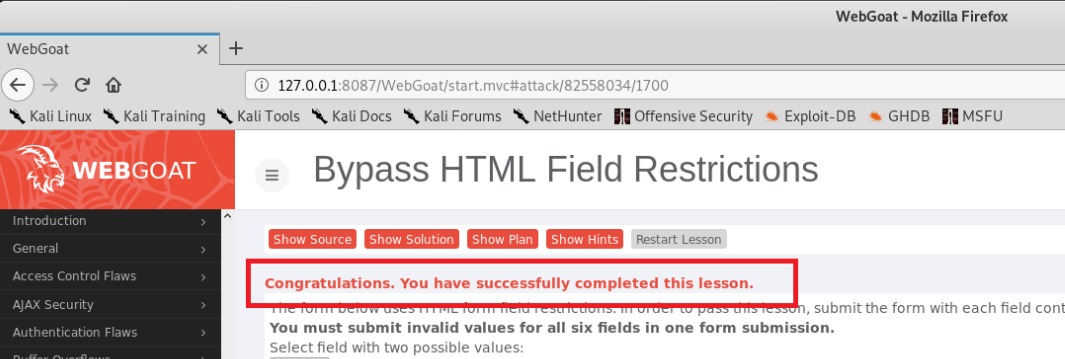 WebGoat - Mozilla Firefox
WebGoat × +
127.0.0.1:8087/WebGoat/start.mvc#attack/82558034/1700
Kali Linux Kali Training Kali Tools Kali Docs Kali Forums NetHunter Offensive Security Exploit-DB GHDB MSFU
WEBGOAT
Bypass HTML Field Restrictions
Introduction
General
Access Control Flaws
AJAX Security
Authentication Flaws
Buffer Overflows
Show Source Show Solution Show Plan Show Hints Restart Lesson
Congratulations. You have successfully completed this lesson.
The form below uses HTML form field restrictions. In order to pass this lesson, submit the form with each field cont
You must submit invalid values for all six fields in one form submission.
Select field with two possible values: